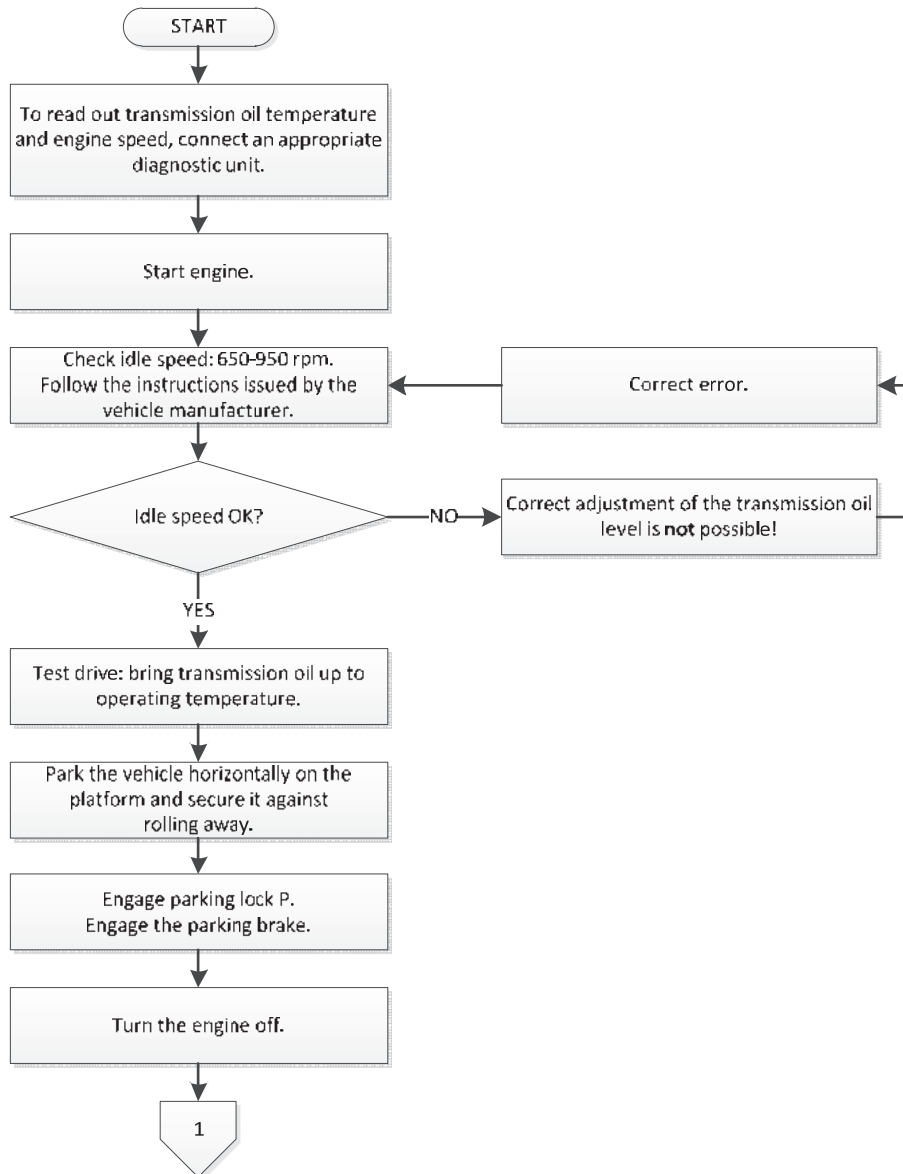 START
To read out transmission oil temperature
and engine speed, connect an appropriate
diagnostic unit.
Start engine.
Check idle speed: 650-950 rpm.
Follow the instructions issued by the
vehicle manufacturer.
Correct error.
Idle speed OK?
NO
Correct adjustment of the transmission oil
level is not possible!
YES
Test drive: bring transmission oil up to
operating temperature.
Park the vehicle horizontally on the
platform and secure it against
rolling away.
Engage parking lock P.
Engage the parking brake.
Turn the engine off.
1